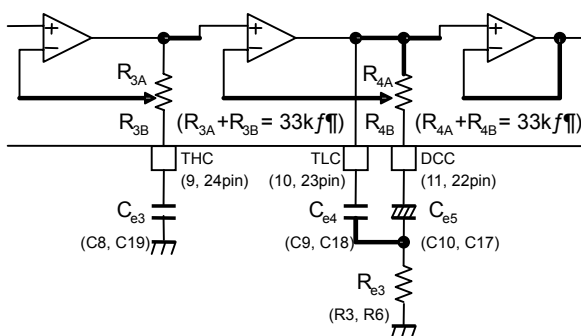 +
-
+
-
+
-
R3A
R4A
R3B (R3A+R3B= 33kƒ¶) R4B (R4A+R4B= 33kƒ¶)
THC TLC DCC
(9, 24pin) (10, 23pin) (11, 22pin)
Ce3 Ce4 Ce5
(C8, C19) (C9, C18) (C10, C17)
Re3
(R3, R6)